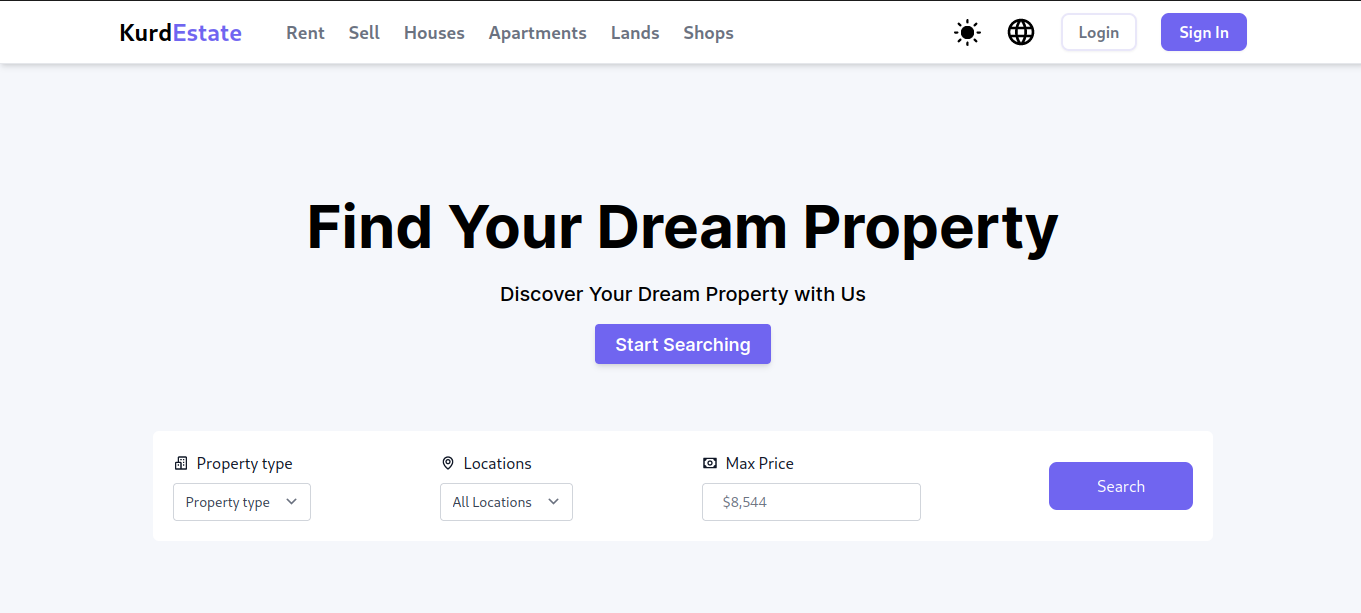 KurdEstate Rent Sell Houses Apartments Lands Shops Login Sign In
Find Your Dream Property
Discover Your Dream Property with Us
Start Searching
Property type Locations Max Price
Property type All Locations $8,544 Search